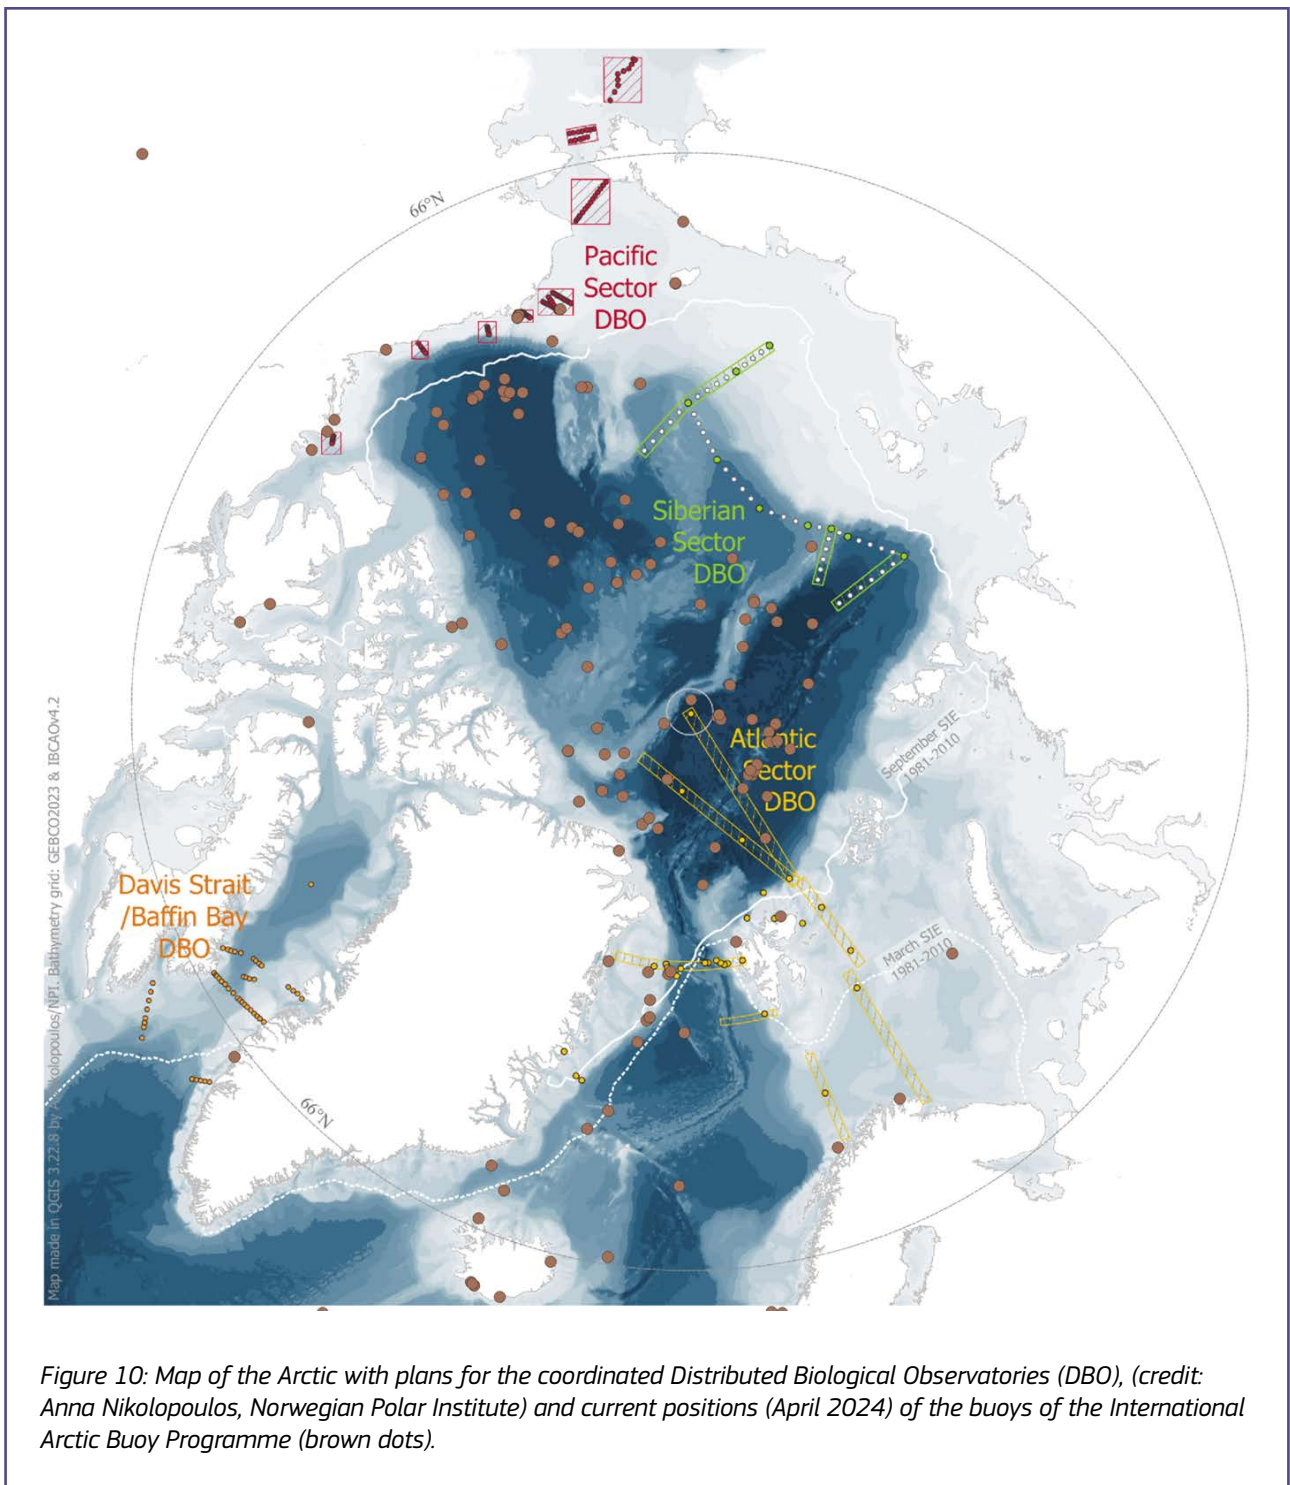 66°N
Pacific
Sector
DBO
Siberian
Sector
DBO
Atlantic
Sector
DBO
September SIE
1981-2010
March SIE
1981-2010
Davis Strait
/Baffin Bay
DBO
66°N
Map made in QGIS 3.22.8 by A. Nikolopoulos/NPI. Bathymetry grid: GEBCO2023 & IBCAOv4.2
Figure 10: Map of the Arctic with plans for the coordinated Distributed Biological Observatories (DBO), (credit:
Anna Nikolopoulos, Norwegian Polar Institute) and current positions (April 2024) of the buoys of the International
Arctic Buoy Programme (brown dots).